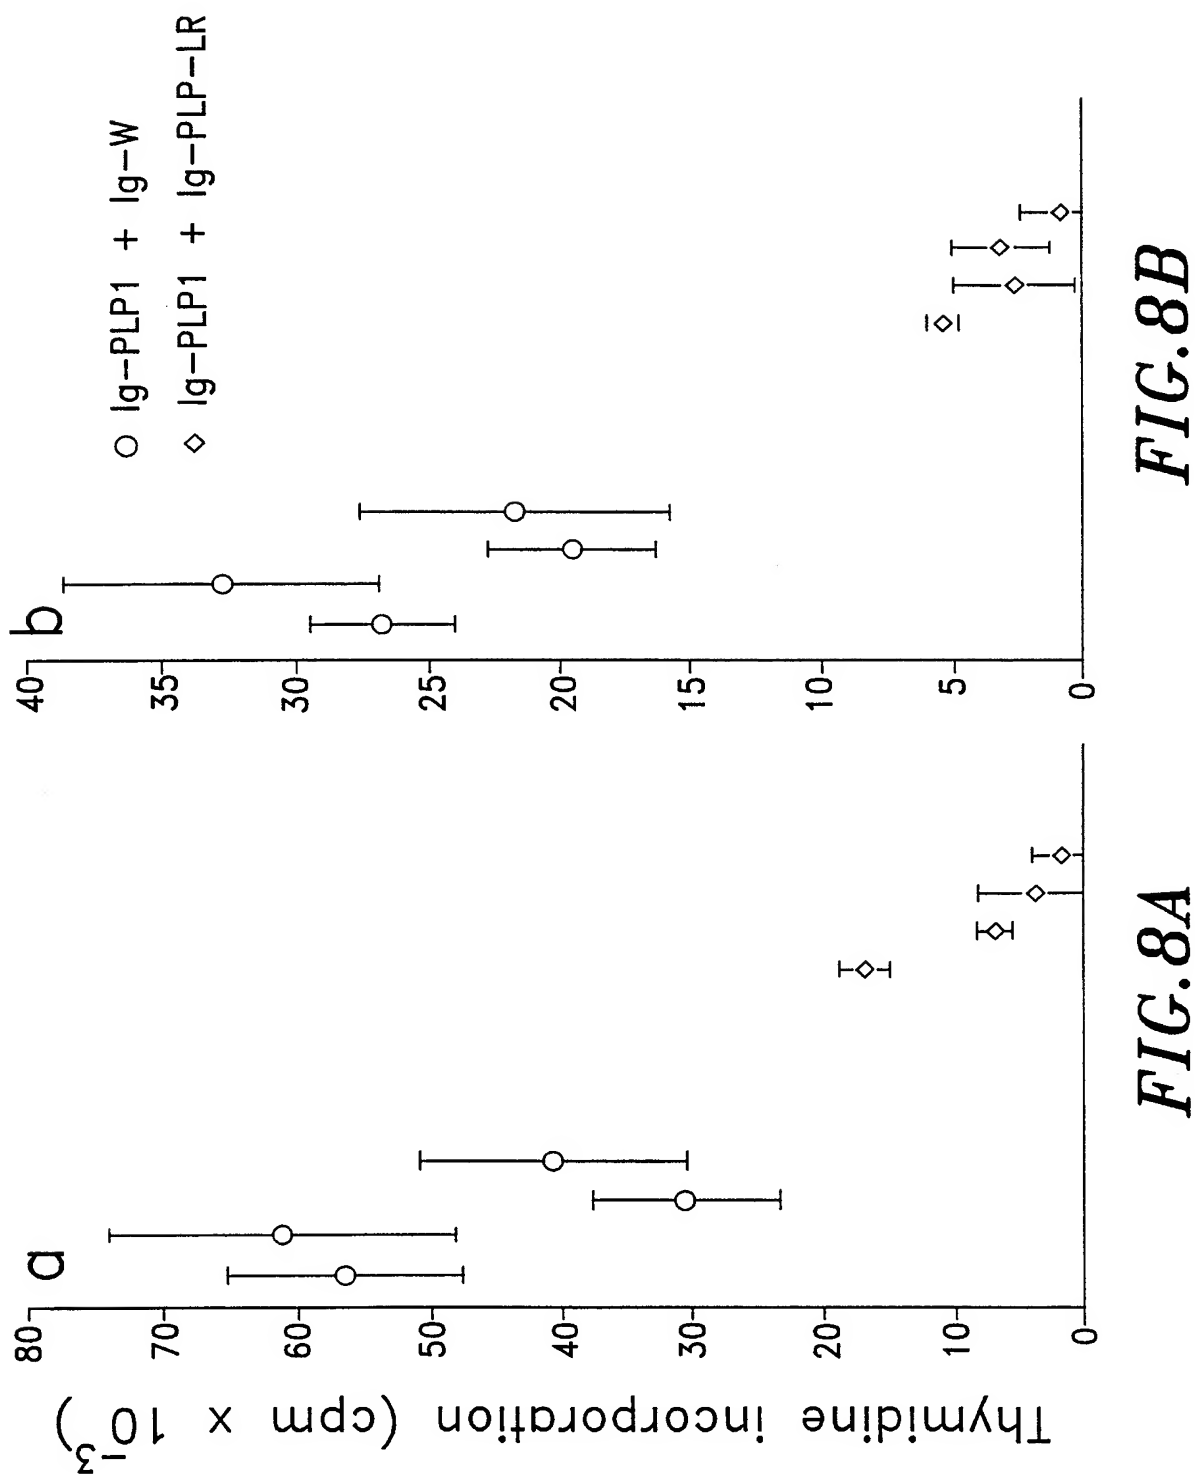 Thymidine incorporation (cpm x 10⁻³)
a
80
70
60
50
40
30
20
10
0
FIG.8A
b
40
35
30
25
20
15
10
5
0
Ig-PLP1 + Ig-W
Ig-PLP1 + Ig-PLP-LR
FIG.8B